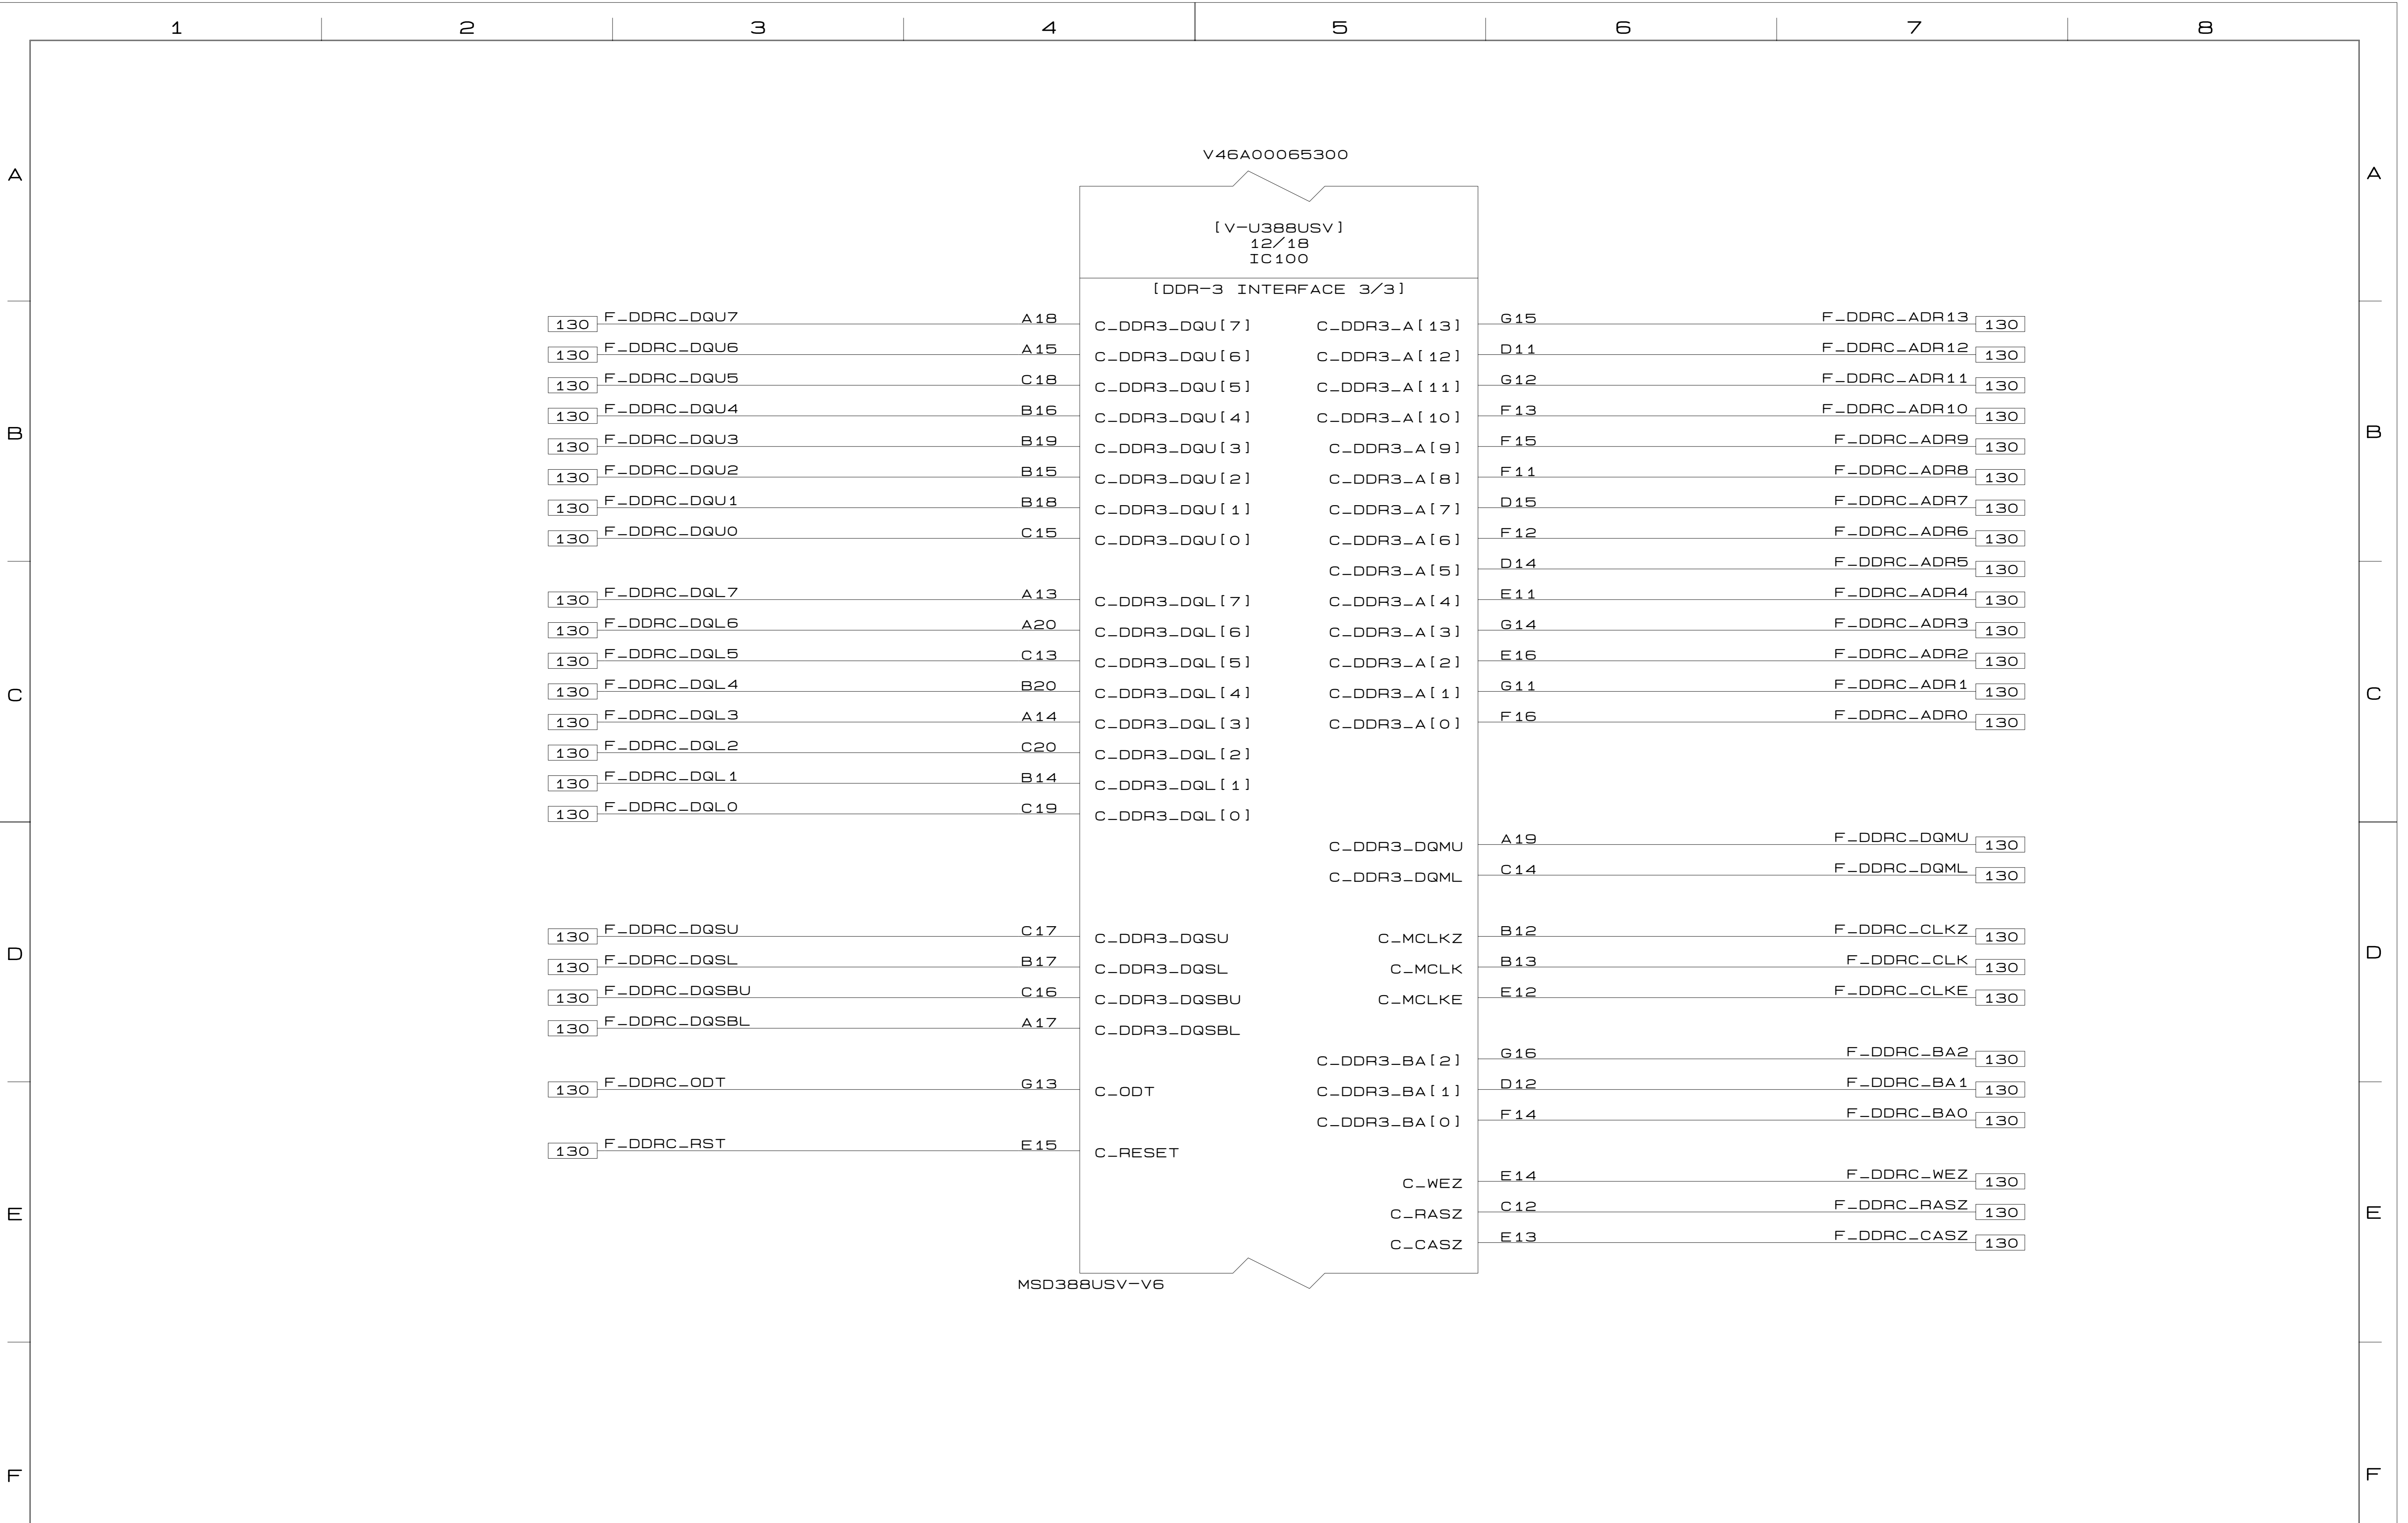 1 2 3 4 5 6 7 8
V46A00065300
A A
[V-U388USV]
12/18
IC100
[DDR-3 INTERFACE 3/3]
130 F_DDRC_DQU7 A18 C_DDR3_DQU[7] C_DDR3_A[13] G15 F_DDRC_ADR13 130
130 F_DDRC_DQU6 A15 C_DDR3_DQU[6] C_DDR3_A[12] D11 F_DDRC_ADR12 130
130 F_DDRC_DQU5 C18 C_DDR3_DQU[5] C_DDR3_A[11] G12 F_DDRC_ADR11 130
130 F_DDRC_DQU4 B16 C_DDR3_DQU[4] C_DDR3_A[10] F13 F_DDRC_ADR10 130
B B
130 F_DDRC_DQU3 B19 C_DDR3_DQU[3] C_DDR3_A[9] F15 F_DDRC_ADR9 130
130 F_DDRC_DQU2 B15 C_DDR3_DQU[2] C_DDR3_A[8] F11 F_DDRC_ADR8 130
130 F_DDRC_DQU1 B18 C_DDR3_DQU[1] C_DDR3_A[7] D15 F_DDRC_ADR7 130
130 F_DDRC_DQU0 C15 C_DDR3_DQU[0] C_DDR3_A[6] F12 F_DDRC_ADR6 130
C_DDR3_A[5] D14 F_DDRC_ADR5 130
130 F_DDRC_DQL7 A13 C_DDR3_DQL[7] C_DDR3_A[4] E11 F_DDRC_ADR4 130
130 F_DDRC_DQL6 A20 C_DDR3_DQL[6] C_DDR3_A[3] G14 F_DDRC_ADR3 130
130 F_DDRC_DQL5 C13 C_DDR3_DQL[5] C_DDR3_A[2] E16 F_DDRC_ADR2 130
130 F_DDRC_DQL4 B20 C_DDR3_DQL[4] C_DDR3_A[1] G11 F_DDRC_ADR1 130
C C
130 F_DDRC_DQL3 A14 C_DDR3_DQL[3] C_DDR3_A[0] F16 F_DDRC_ADR0 130
130 F_DDRC_DQL2 C20 C_DDR3_DQL[2]
130 F_DDRC_DQL1 B14 C_DDR3_DQL[1]
130 F_DDRC_DQL0 C19 C_DDR3_DQL[0]
C_DDR3_DQMU A19 F_DDRC_DQMU 130
C_DDR3_DQML C14 F_DDRC_DQML 130
130 F_DDRC_DQSU C17 C_DDR3_DQSU C_MCLKZ B12 F_DDRC_CLKZ 130
D D
130 F_DDRC_DQSL B17 C_DDR3_DQSL C_MCLK B13 F_DDRC_CLK 130
130 F_DDRC_DQSBU C16 C_DDR3_DQSBU C_MCLKE E12 F_DDRC_CLKE 130
130 F_DDRC_DQSBL A17 C_DDR3_DQSBL
C_DDR3_BA[2] G16 F_DDRC_BA2 130
130 F_DDRC_ODT G13 C_ODT C_DDR3_BA[1] D12 F_DDRC_BA1 130
C_DDR3_BA[0] F14 F_DDRC_BA0 130
130 F_DDRC_RST E15 C_RESET
C_WEZ E14 F_DDRC_WEZ 130
E C_RASZ C12 F_DDRC_RASZ 130 E
C_CASZ E13 F_DDRC_CASZ 130
MSD388USV-V6
F F